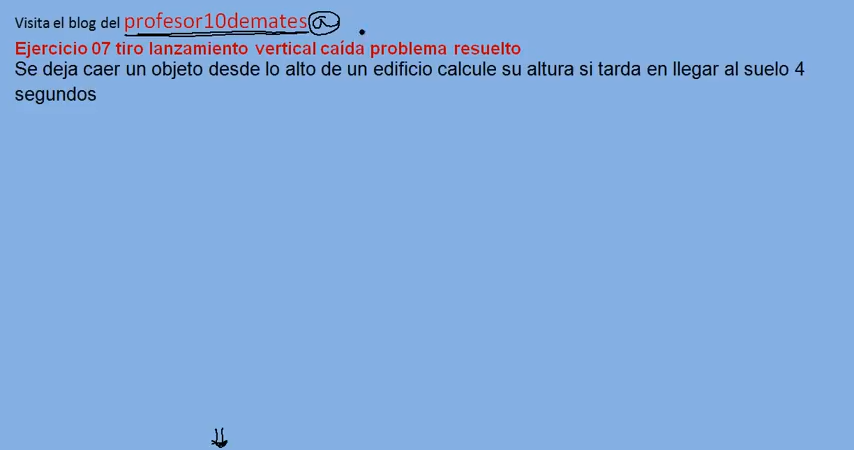 Visita el blog del profesor10demates
Ejercicio 07 tiro lanzamiento vertical caída problema resuelto
Se deja caer un objeto desde lo alto de un edificio calcule su altura si tarda en llegar al suelo 4
segundos